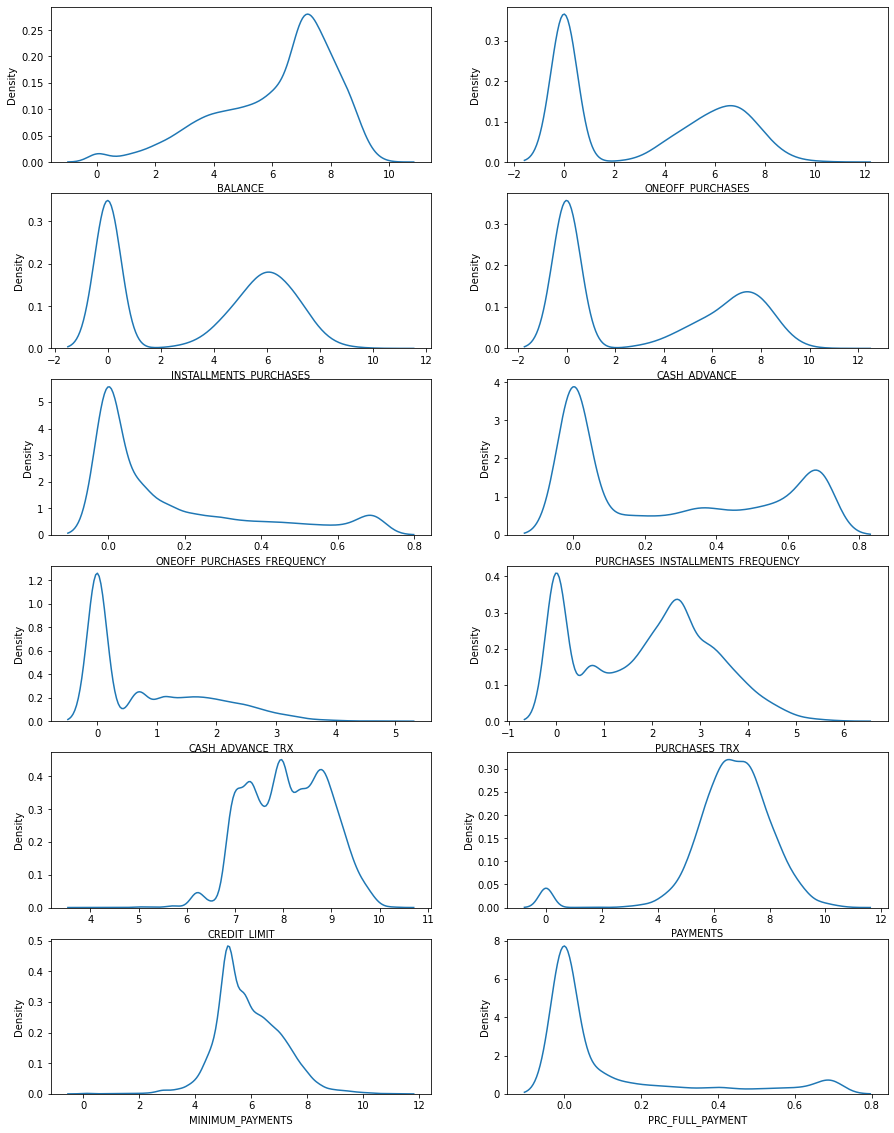 0.25
0.20
0.15
0.10
0.05
0.00
Density
0 2 4 6 8 10
BALANCE
0.3
0.2
0.1
0.0
Density
−2 0 2 4 6 8 10 12
ONEOFF_PURCHASES
0.3
0.2
0.1
0.0
Density
−2 0 2 4 6 8 10 12
INSTALLMENTS_PURCHASES
0.3
0.2
0.1
0.0
Density
−2 0 2 4 6 8 10 12
CASH_ADVANCE
5
4
3
2
1
0
Density
0.0 0.2 0.4 0.6 0.8
ONEOFF_PURCHASES_FREQUENCY
4
3
2
1
0
Density
0.0 0.2 0.4 0.6 0.8
PURCHASES_INSTALLMENTS_FREQUENCY
1.2
1.0
0.8
0.6
0.4
0.2
0.0
Density
0 1 2 3 4 5
CASH_ADVANCE_TRX
0.4
0.3
0.2
0.1
0.0
Density
−1 0 1 2 3 4 5 6
PURCHASES_TRX
0.4
0.3
0.2
0.1
0.0
Density
4 5 6 7 8 9 10 11
CREDIT_LIMIT
0.30
0.25
0.20
0.15
0.10
0.05
0.00
Density
0 2 4 6 8 10 12
PAYMENTS
0.5
0.4
0.3
0.2
0.1
0.0
Density
0 2 4 6 8 10 12
MINIMUM_PAYMENTS
8
6
4
2
0
Density
0.0 0.2 0.4 0.6 0.8
PRC_FULL_PAYMENT